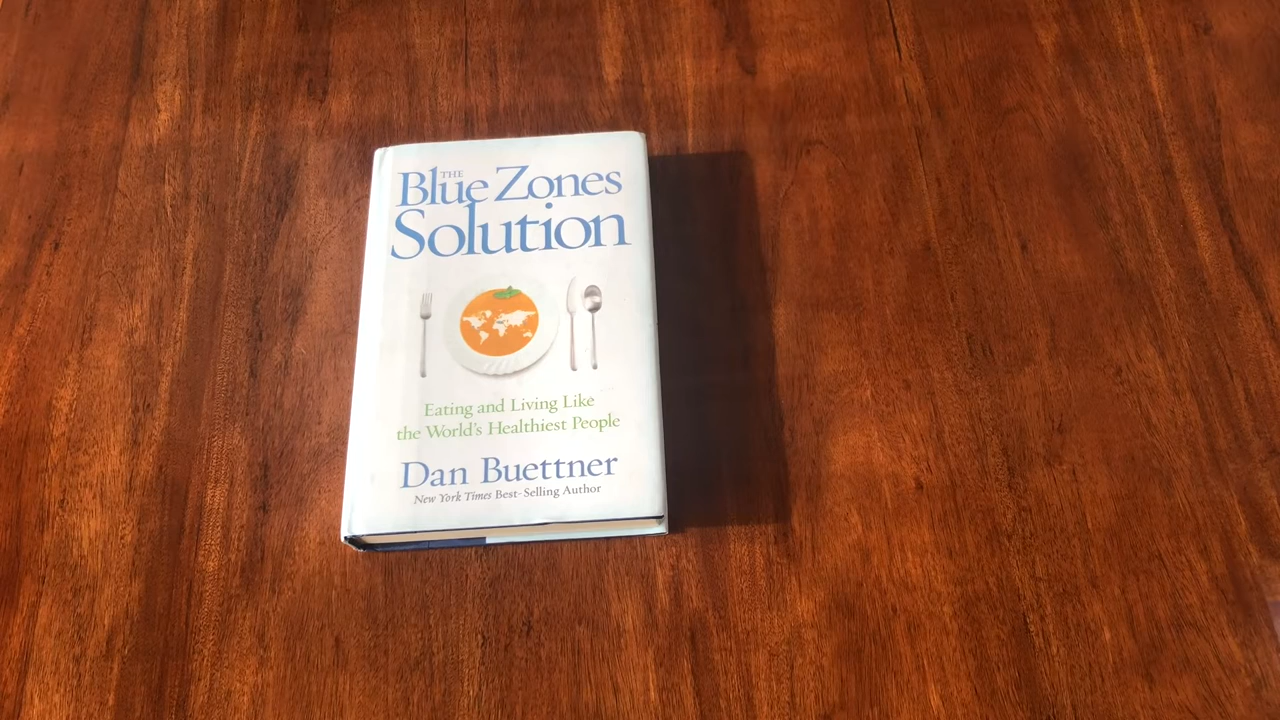 THE
Blue Zones
Solution
Eating and Living Like
the World's Healthiest People
Dan Buettner
New York Times Best-Selling Author